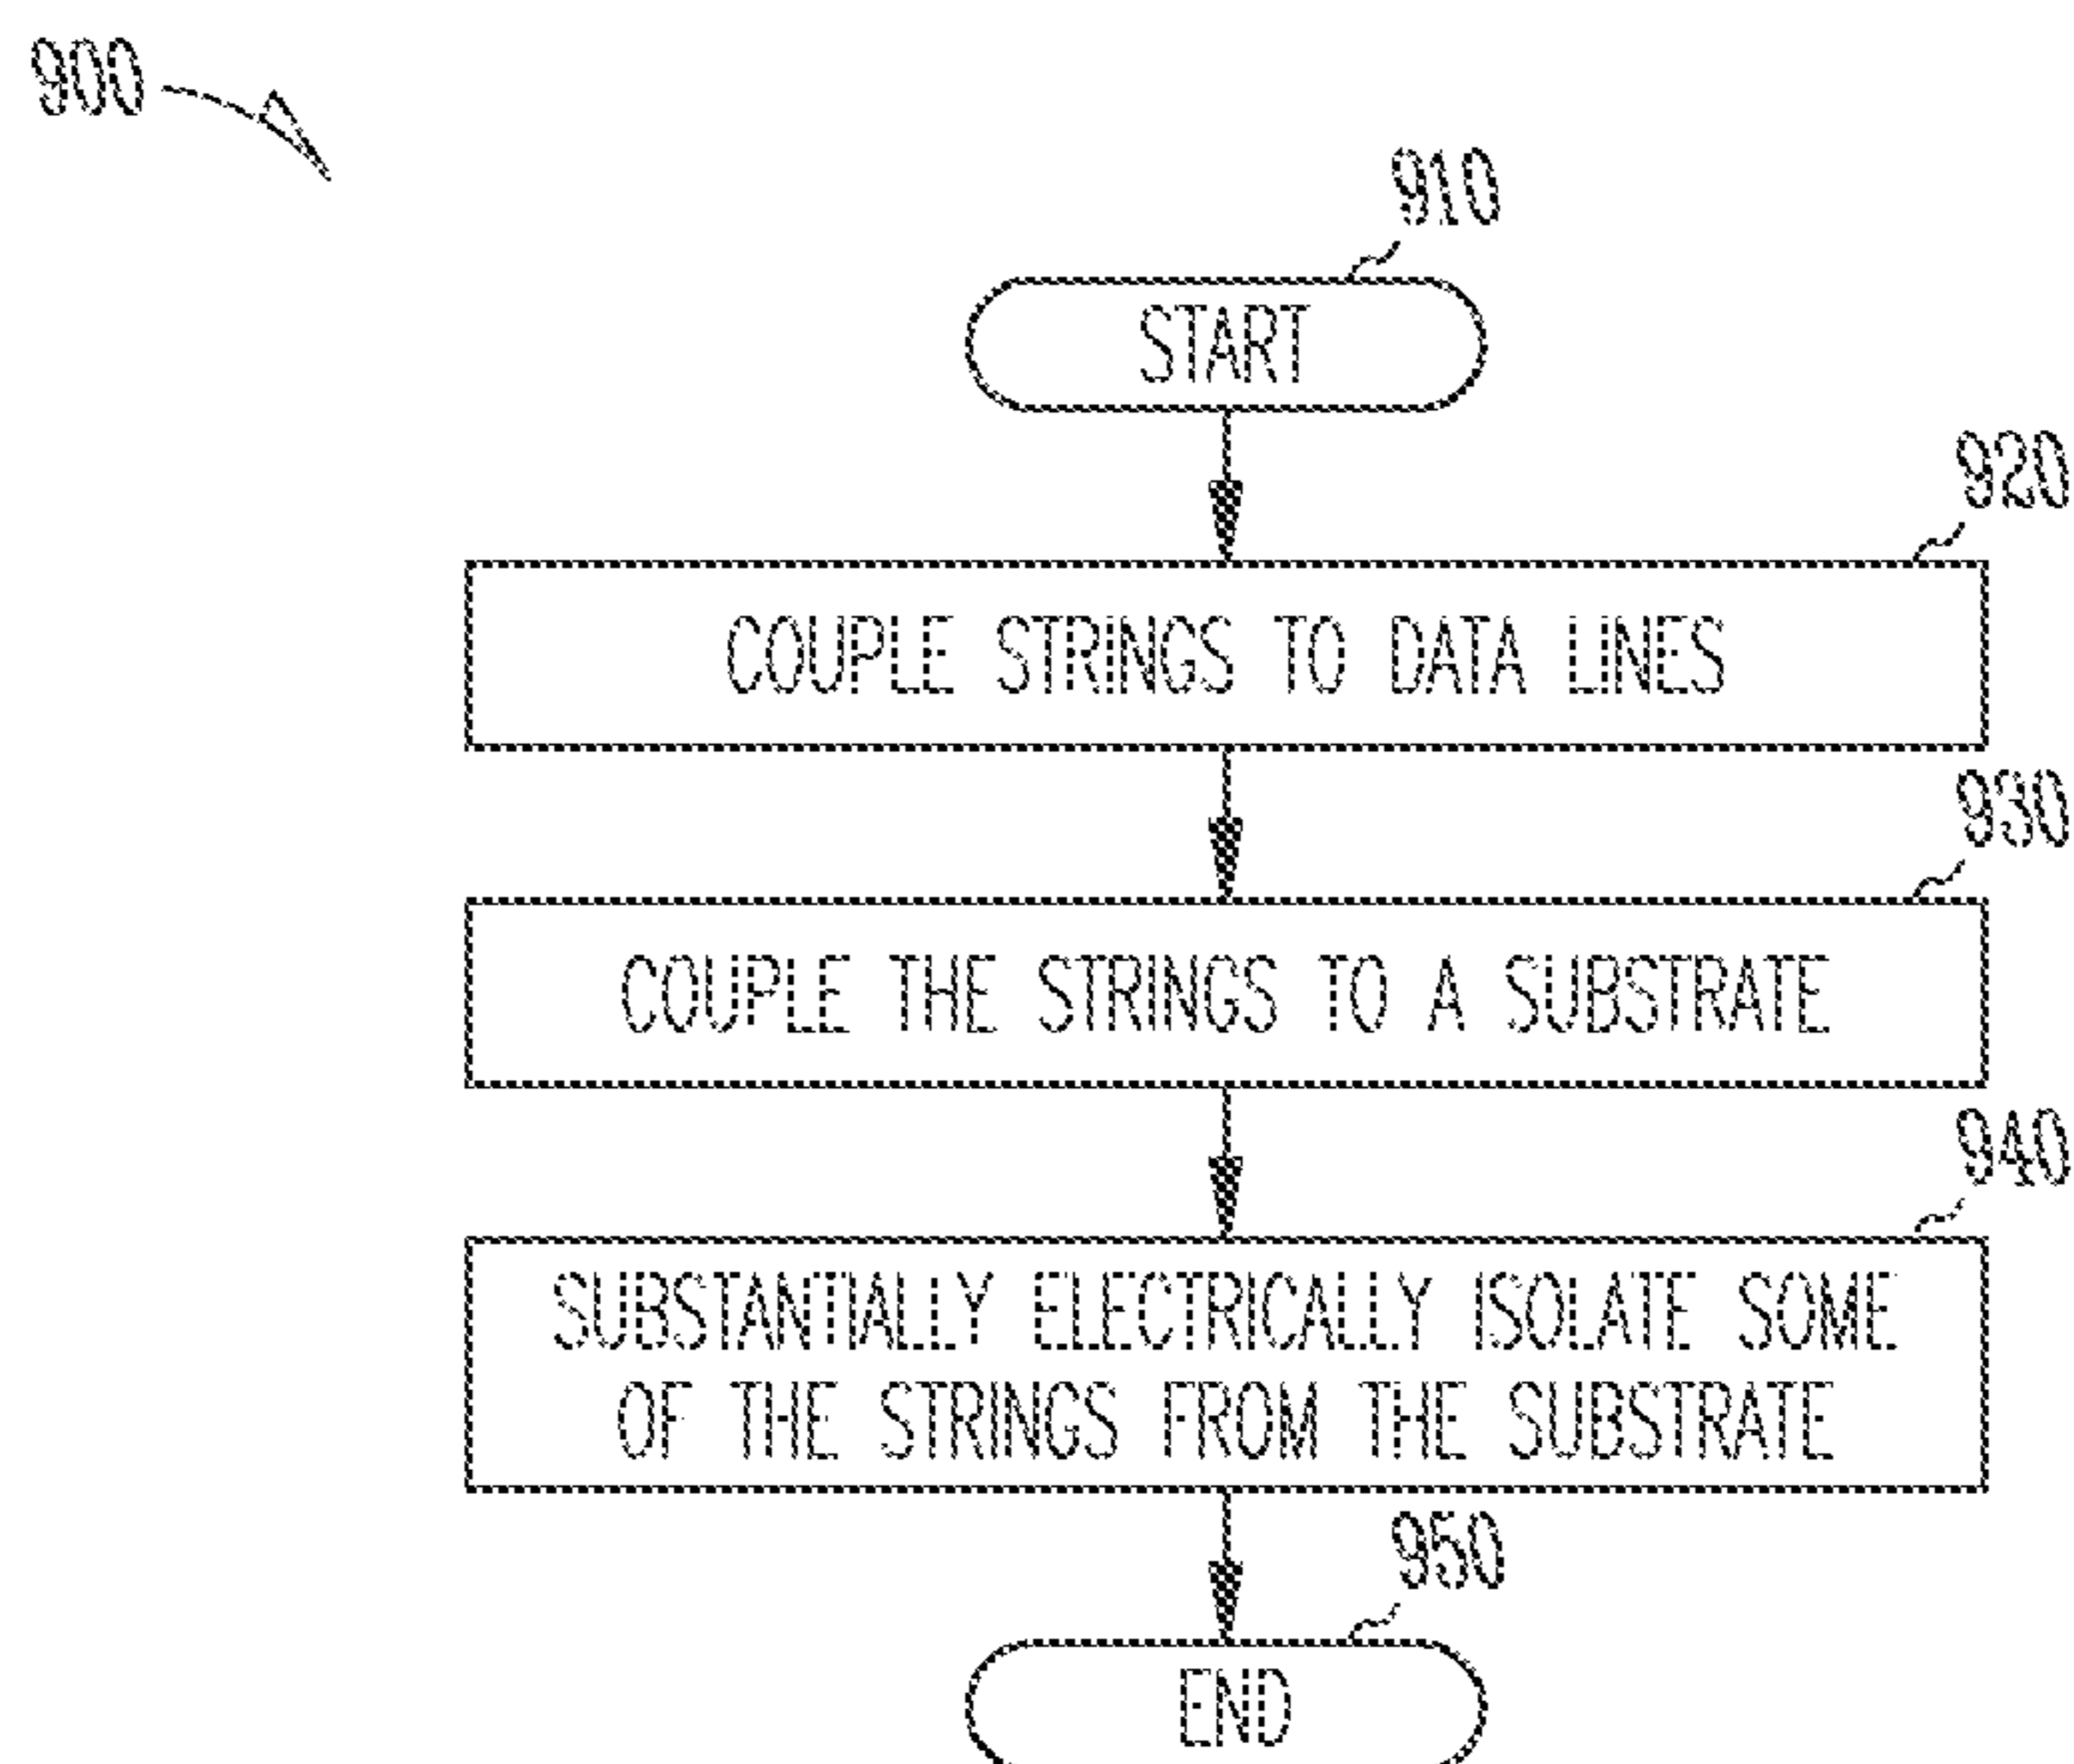 900
910
START
920
COUPLE STRINGS TO DATA LINES
930
COUPLE THE STRINGS TO A SUBSTRATE
940
SUBSTANTIALLY ELECTRICALLY ISOLATE SOME
OF THE STRINGS FROM THE SUBSTRATE
950
END